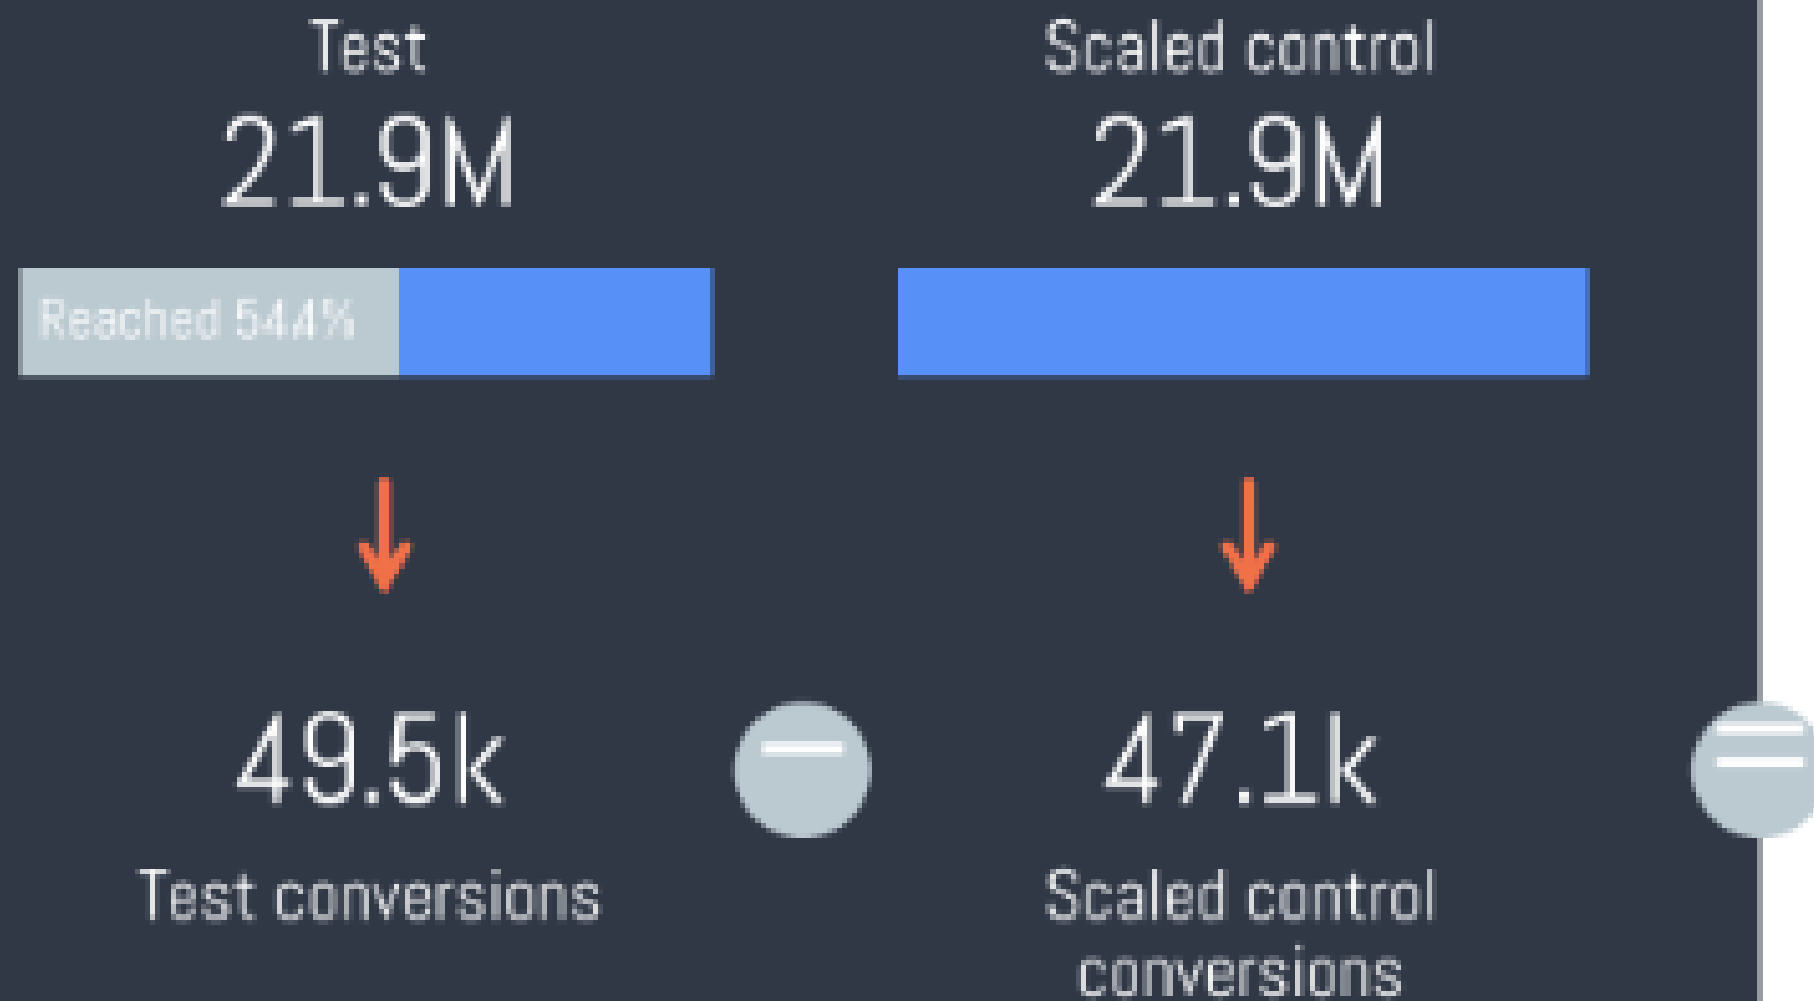 Test
Scaled control
21.9M
21.9M
Reached 54.4%
49.5k
47.1k
Test conversions
Scaled control
conversions